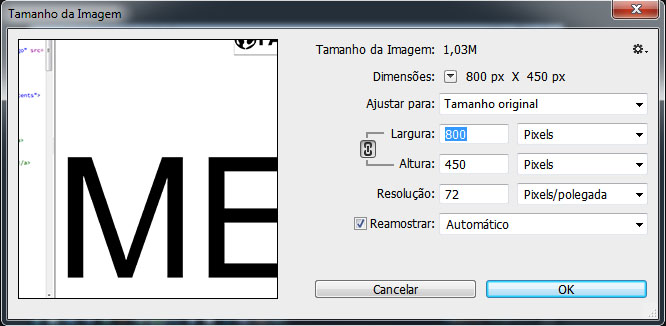 Tamanho da Imagem
go" src=
ents">
>
/a>
ME
Tamanho da Imagem: 1,03M
Dimensões: 800 px X 450 px
Ajustar para: Tamanho original
Largura: 800 Pixels
Altura: 450 Pixels
Resolução: 72 Pixels/polegada
Reamostrar: Automático
Cancelar OK